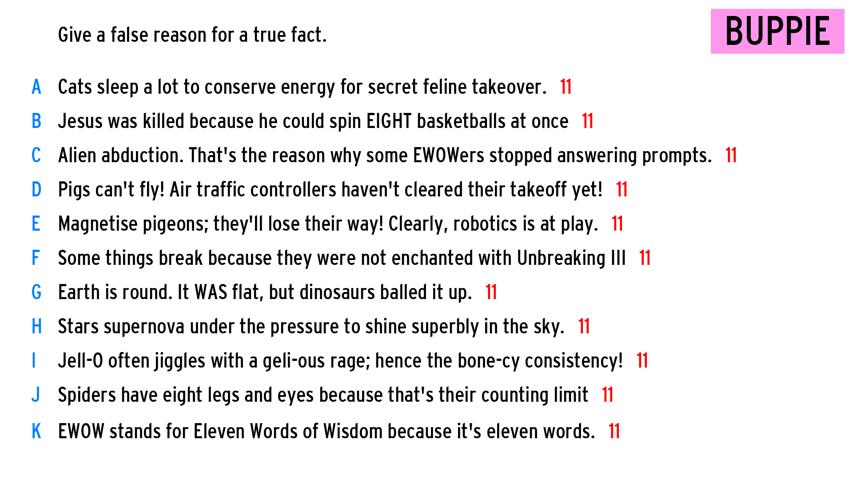 BUPPIE
Give a false reason for a true fact.
A Cats sleep a lot to conserve energy for secret feline takeover. 11
B Jesus was killed because he could spin EIGHT basketballs at once 11
C Alien abduction. That's the reason why some EWOWers stopped answering prompts. 11
D Pigs can't fly! Air traffic controllers haven't cleared their takeoff yet! 11
E Magnetise pigeons; they'll lose their way! Clearly, robotics is at play. 11
F Some things break because they were not enchanted with Unbreaking III 11
G Earth is round. It WAS flat, but dinosaurs balled it up. 11
H Stars supernova under the pressure to shine superbly in the sky. 11
I Jell-O often jiggles with a geli-ous rage; hence the bone-cy consistency! 11
J Spiders have eight legs and eyes because that's their counting limit 11
K EWOW stands for Eleven Words of Wisdom because it's eleven words. 11